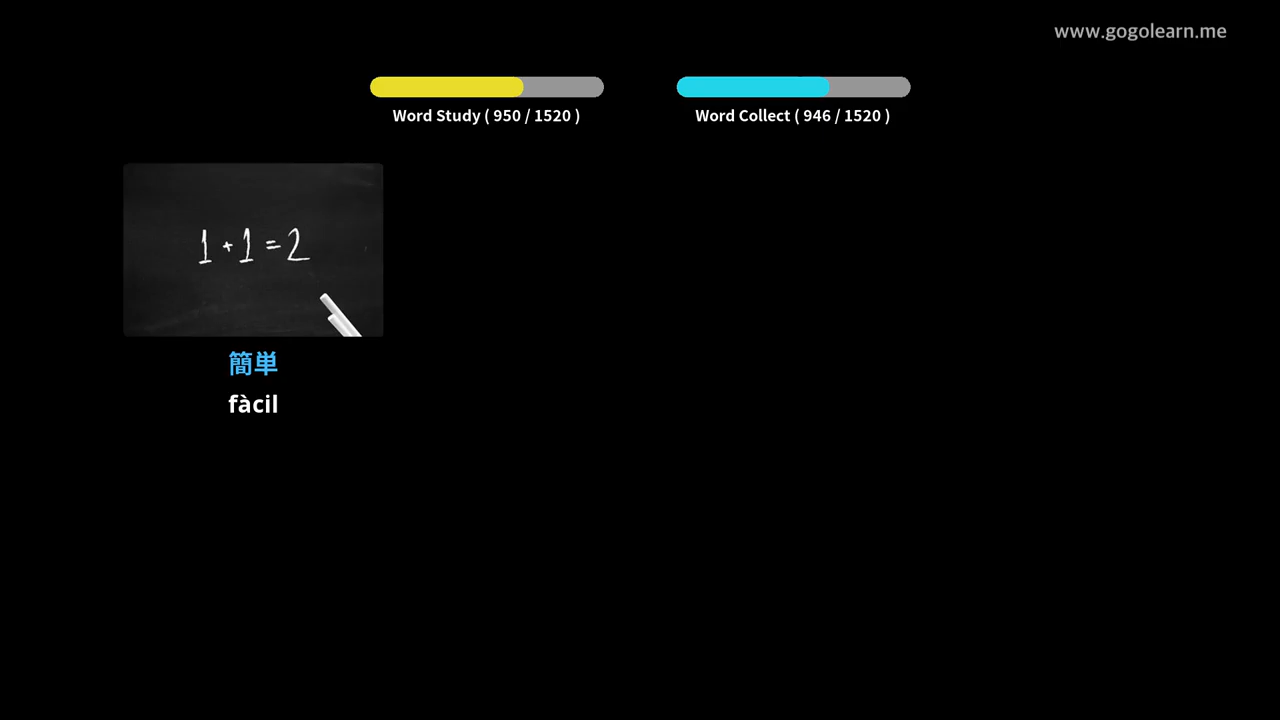 www.gogolearn.me
Word Study ( 950 / 1520 )
Word Collect ( 946 / 1520 )
1 + 1 = 2
簡単
fàcil